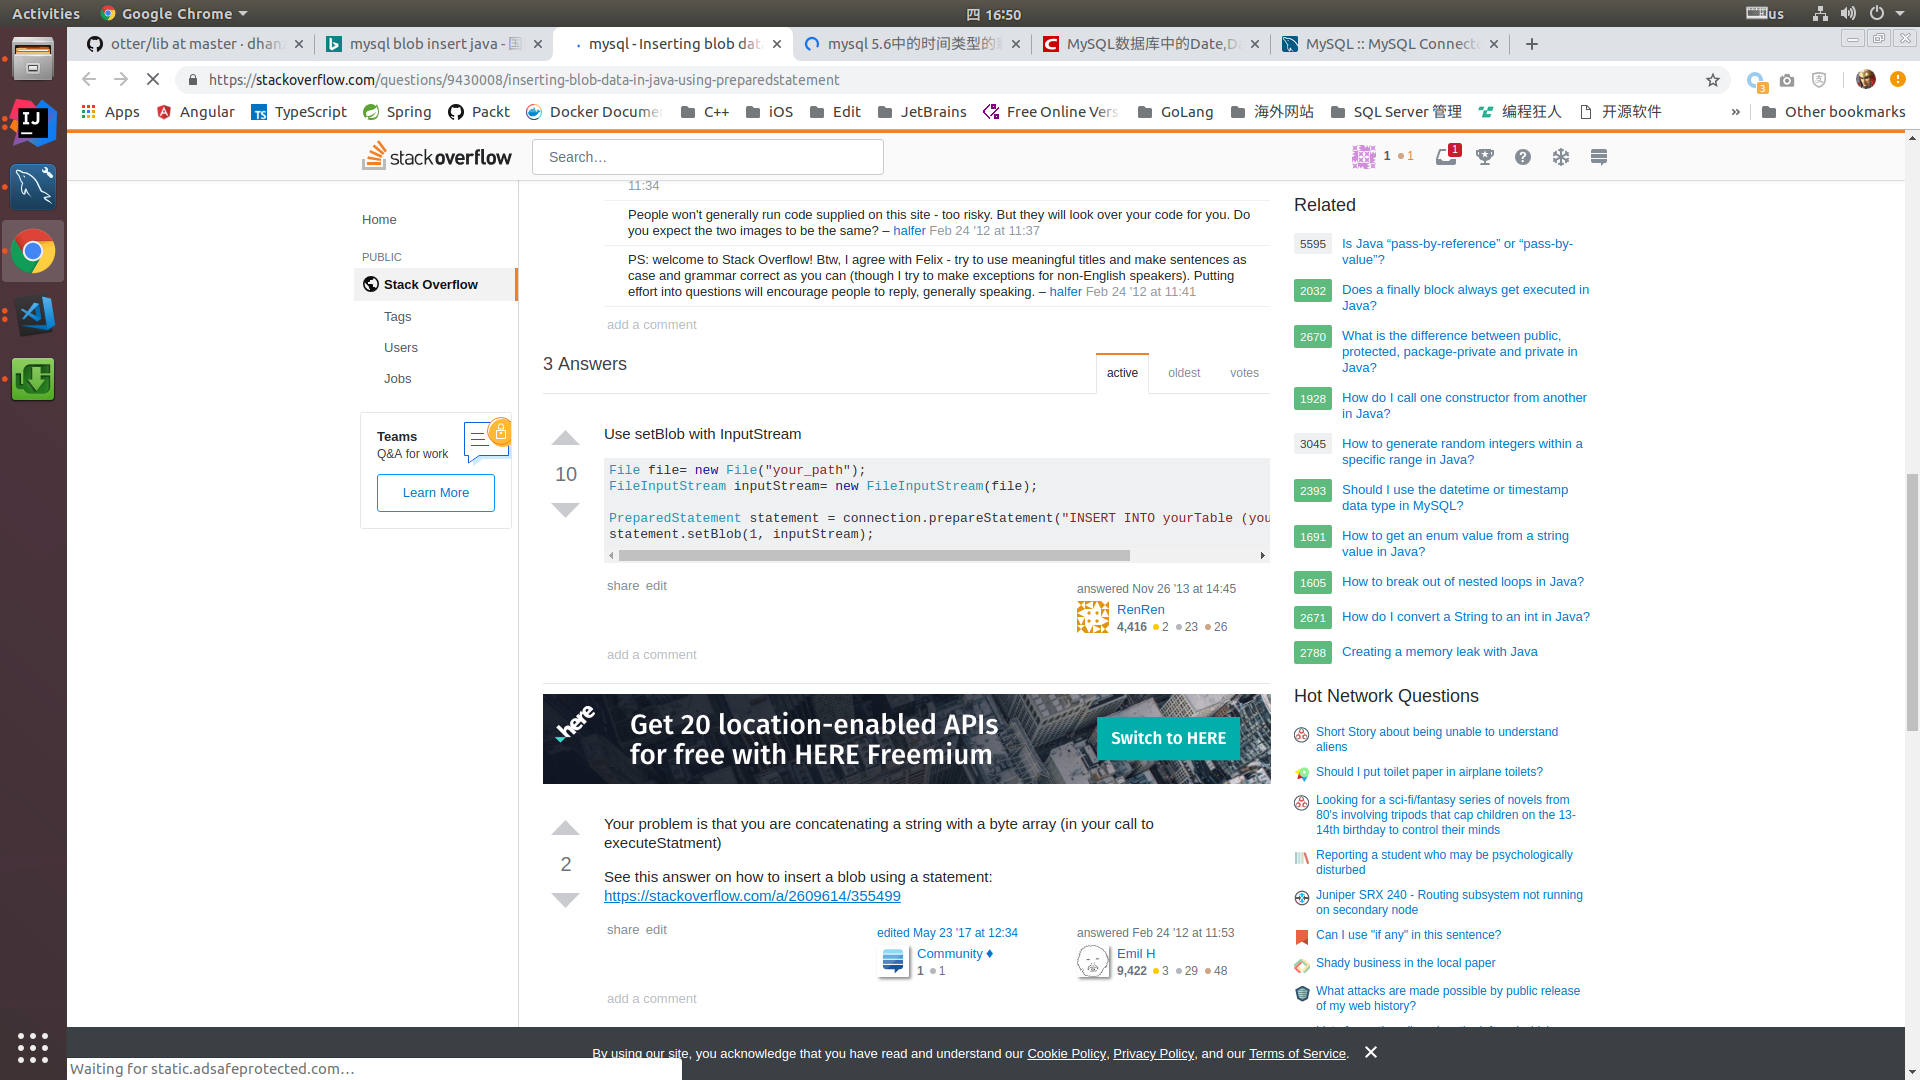 Activities
Google Chrome
四 16:50
us
otter/lib at master · dhan
mysql blob insert java - 国
mysql - Inserting blob dat
mysql 5.6中的时间类型的
MySQL数据库中的Date,D
MySQL :: MySQL Connecto
https://stackoverflow.com/questions/9430008/inserting-blob-data-in-java-using-preparedstatement
3
Apps
Angular
TypeScript
Spring
Packt
Docker Documen
C++
iOS
Edit
JetBrains
Free Online Vers
GoLang
海外网站
SQL Server 管理
编程狂人
开源软件
»
Other bookmarks
stackoverflow
Search…
1 1
1
Home
PUBLIC
Stack Overflow
Tags
Users
Jobs
Teams
Q&A for work
Learn More
11:34
People won't generally run code supplied on this site - too risky. But they will look over your code for you. Do
you expect the two images to be the same? – halfer Feb 24 '12 at 11:37
PS: welcome to Stack Overflow! Btw, I agree with Felix - try to use meaningful titles and make sentences as
case and grammar correct as you can (though I try to make exceptions for non-English speakers). Putting
effort into questions will encourage people to reply, generally speaking. – halfer Feb 24 '12 at 11:41
add a comment
3 Answers
active
oldest
votes
10
Use setBlob with InputStream
File file= new File("your_path");
FileInputStream inputStream= new FileInputStream(file);
PreparedStatement statement = connection.prepareStatement("INSERT INTO yourTable (you
statement.setBlob(1, inputStream);
share edit
answered Nov 26 '13 at 14:45
RenRen
4,416 2 23 26
add a comment
here
Get 20 location-enabled APIs
for free with HERE Freemium
Switch to HERE
2
Your problem is that you are concatenating a string with a byte array (in your call to
executeStatment)
See this answer on how to insert a blob using a statement:
https://stackoverflow.com/a/2609614/355499
share edit
edited May 23 '17 at 12:34
Community ♦
1 1
answered Feb 24 '12 at 11:53
Emil H
9,422 3 29 48
add a comment
Related
5595 Is Java “pass-by-reference” or “pass-by-
value”?
2032 Does a finally block always get executed in
Java?
2670 What is the difference between public,
protected, package-private and private in
Java?
1928 How do I call one constructor from another
in Java?
3045 How to generate random integers within a
specific range in Java?
2393 Should I use the datetime or timestamp
data type in MySQL?
1691 How to get an enum value from a string
value in Java?
1605 How to break out of nested loops in Java?
2671 How do I convert a String to an int in Java?
2788 Creating a memory leak with Java
Hot Network Questions
Short Story about being unable to understand
aliens
Should I put toilet paper in airplane toilets?
Looking for a sci-fi/fantasy series of novels from
80's involving tripods that cap children on the 13-
14th birthday to control their minds
Reporting a student who may be psychologically
disturbed
Juniper SRX 240 - Routing subsystem not running
on secondary node
Can I use "if any" in this sentence?
Shady business in the local paper
What attacks are made possible by public release
of my web history?
By using our site, you acknowledge that you have read and understand our Cookie Policy, Privacy Policy, and our Terms of Service.
Waiting for static.adsafeprotected.com…